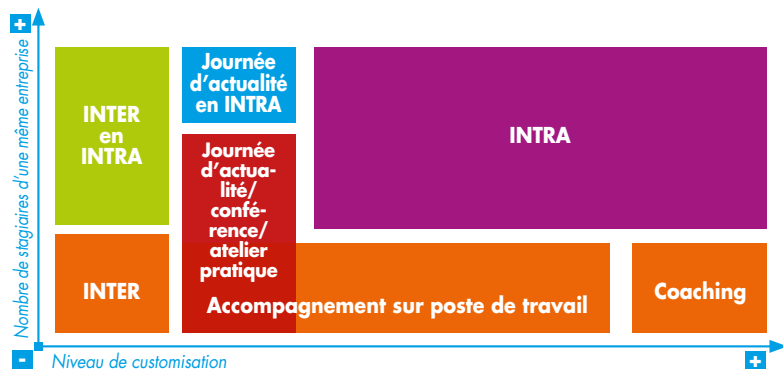 +
Nombre de stagiaires d'une même entreprise
INTER
en
INTRA
Journée
d'actualité
en INTRA
INTRA
Journée
d'actua-
lité/
confé-
rence/
atelier
pratique
INTER
Accompagnement sur poste de travail
Coaching
-
Niveau de customisation
+